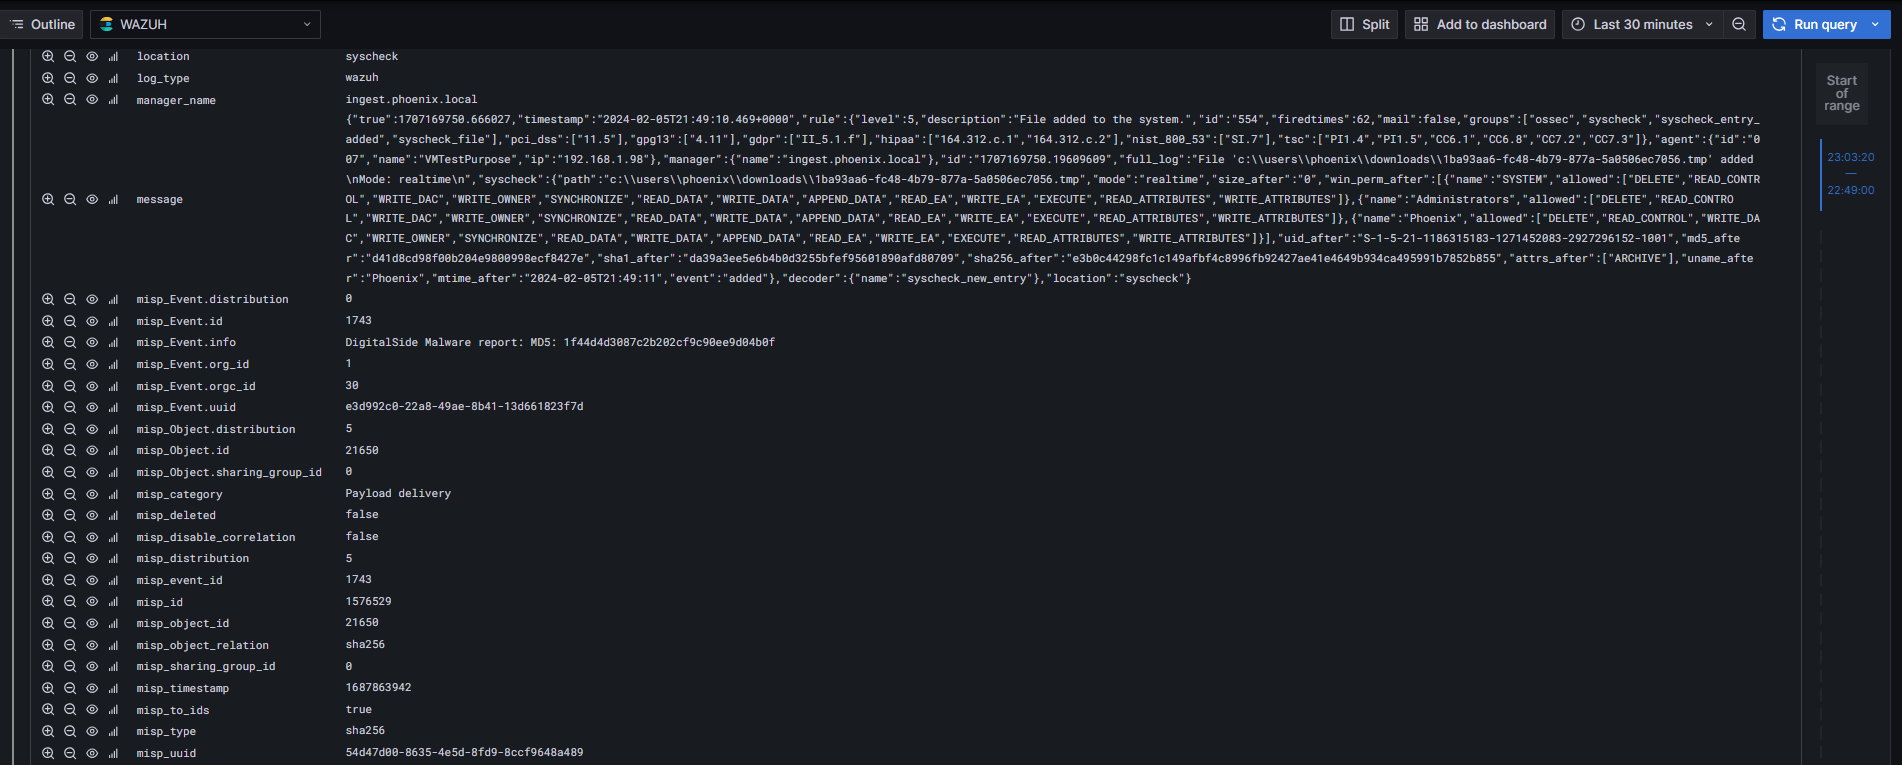 Outline WAZUH Split Add to dashboard Last 30 minutes Run query
location syscheck
log_type wazuh
manager_name ingest.phoenix.local
{"true":1707169750.666027,"timestamp":"2024-02-05T21:49:10.469+0000","rule":{"level":5,"description":"File added to the system.","id":"554","firedtimes":62,"mail":false,"groups":["ossec","syscheck","syscheck_entry_
added","syscheck_file"],"pci_dss":["11.5"],"gpg13":["4.11"],"gdpr":["II_5.1.f"],"hipaa":["164.312.c.1","164.312.c.2"],"nist_800_53":["SI.7"],"tsc":["PI1.4","PI1.5","CC6.1","CC6.8","CC7.2","CC7.3"]},"agent":{"id":"0
07","name":"VMTestPurpose","ip":"192.168.1.98"},"manager":{"name":"ingest.phoenix.local"},"id":"1707169750.19609609","full_log":"File 'c:\\users\\phoenix\\downloads\\1ba93aa6-fc48-4b79-877a-5a0506ec7056.tmp' added
\nMode: realtime\n","syscheck":{"path":"c:\\users\\phoenix\\downloads\\1ba93aa6-fc48-4b79-877a-5a0506ec7056.tmp","mode":"realtime","size_after":"0","win_perm_after":[{"name":"SYSTEM","allowed":["DELETE","READ_CONTR
message OL","WRITE_DAC","WRITE_OWNER","SYNCHRONIZE","READ_DATA","WRITE_DATA","APPEND_DATA","READ_EA","WRITE_EA","EXECUTE","READ_ATTRIBUTES","WRITE_ATTRIBUTES"]},{"name":"Administrators","allowed":["DELETE","READ_CONTRO
L","WRITE_DAC","WRITE_OWNER","SYNCHRONIZE","READ_DATA","WRITE_DATA","APPEND_DATA","READ_EA","WRITE_EA","EXECUTE","READ_ATTRIBUTES","WRITE_ATTRIBUTES"]},{"name":"Phoenix","allowed":["DELETE","READ_CONTROL","WRITE_DA
C","WRITE_OWNER","SYNCHRONIZE","READ_DATA","WRITE_DATA","APPEND_DATA","READ_EA","WRITE_EA","EXECUTE","READ_ATTRIBUTES","WRITE_ATTRIBUTES"]}],"uid_after":"S-1-5-21-1186315183-1271452083-2927296152-1001","md5_afte
r":"d41d8cd98f00b204e9800998ecf8427e","sha1_after":"da39a3ee5e6b4b0d3255bfef95601890afd80709","sha256_after":"e3b0c44298fc1c149afbf4c8996fb92427ae41e4649b934ca495991b7852b855","attrs_after":["ARCHIVE"],"uname_afte
r":"Phoenix","mtime_after":"2024-02-05T21:49:11","event":"added"},"decoder":{"name":"syscheck_new_entry"},"location":"syscheck"}
misp_Event.distribution 0
misp_Event.id 1743
misp_Event.info DigitalSide Malware report: MD5: 1f44d4d3087c2b202cf9c90ee9d04b0f
misp_Event.org_id 1
misp_Event.orgc_id 30
misp_Event.uuid e3d992c0-22a8-49ae-8b41-13d661823f7d
misp_Object.distribution 5
misp_Object.id 21650
misp_Object.sharing_group_id 0
misp_category Payload delivery
misp_deleted false
misp_disable_correlation false
misp_distribution 5
misp_event_id 1743
misp_id 1576529
misp_object_id 21650
misp_object_relation sha256
misp_sharing_group_id 0
misp_timestamp 1687863942
misp_to_ids true
misp_type sha256
misp_uuid 54d47d00-8635-4e5d-8fd9-8ccf9648a489
Start
of
range
23:03:20
—
22:49:00